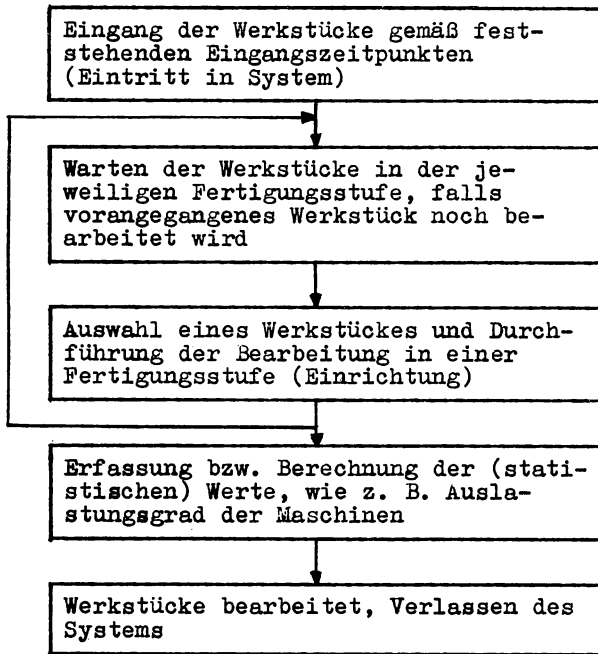 Eingang der Werkstücke gemäß fest-
stehenden Eingangszeitpunkten
(Eintritt in System)
Warten der Werkstücke in der je-
weiligen Fertigungsstufe, falls
vorangegangenes Werkstück noch be-
arbeitet wird
Auswahl eines Werkstückes und Durch-
führung der Bearbeitung in einer
Fertigungsstufe (Einrichtung)
Erfassung bzw. Berechnung der (stati-
stischen) Werte, wie z. B. Ausla-
stungsgrad der Maschinen
Werkstücke bearbeitet, Verlassen des
Systems